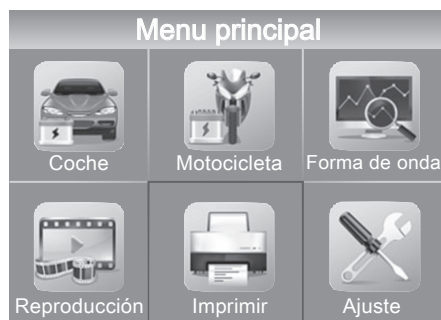 Menu principal
Coche Motocicleta Forma de onda
Reproducción Imprimir Ajuste